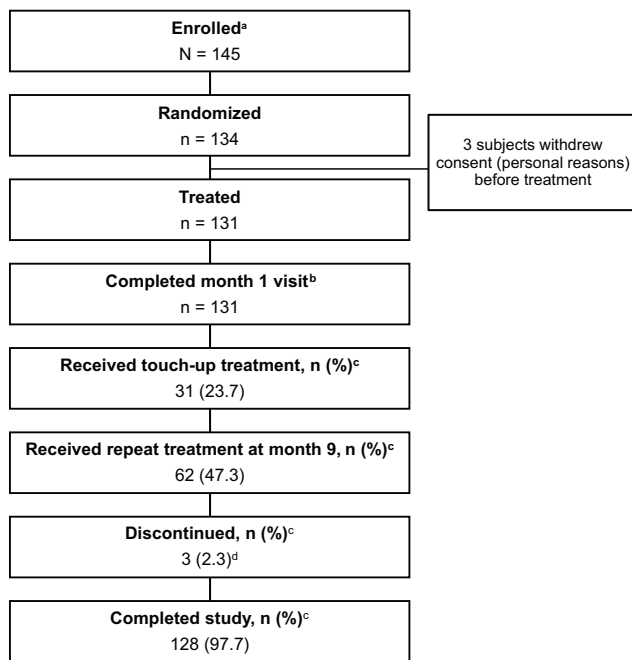 Enrolledᵃ
N = 145
Randomized
n = 134
3 subjects withdrew
consent (personal reasons)
before treatment
Treated
n = 131
Completed month 1 visitᵇ
n = 131
Received touch-up treatment, n (%)ᶜ
31 (23.7)
Received repeat treatment at month 9, n (%)ᶜ
62 (47.3)
Discontinued, n (%)ᶜ
3 (2.3)ᵈ
Completed study, n (%)ᶜ
128 (97.7)